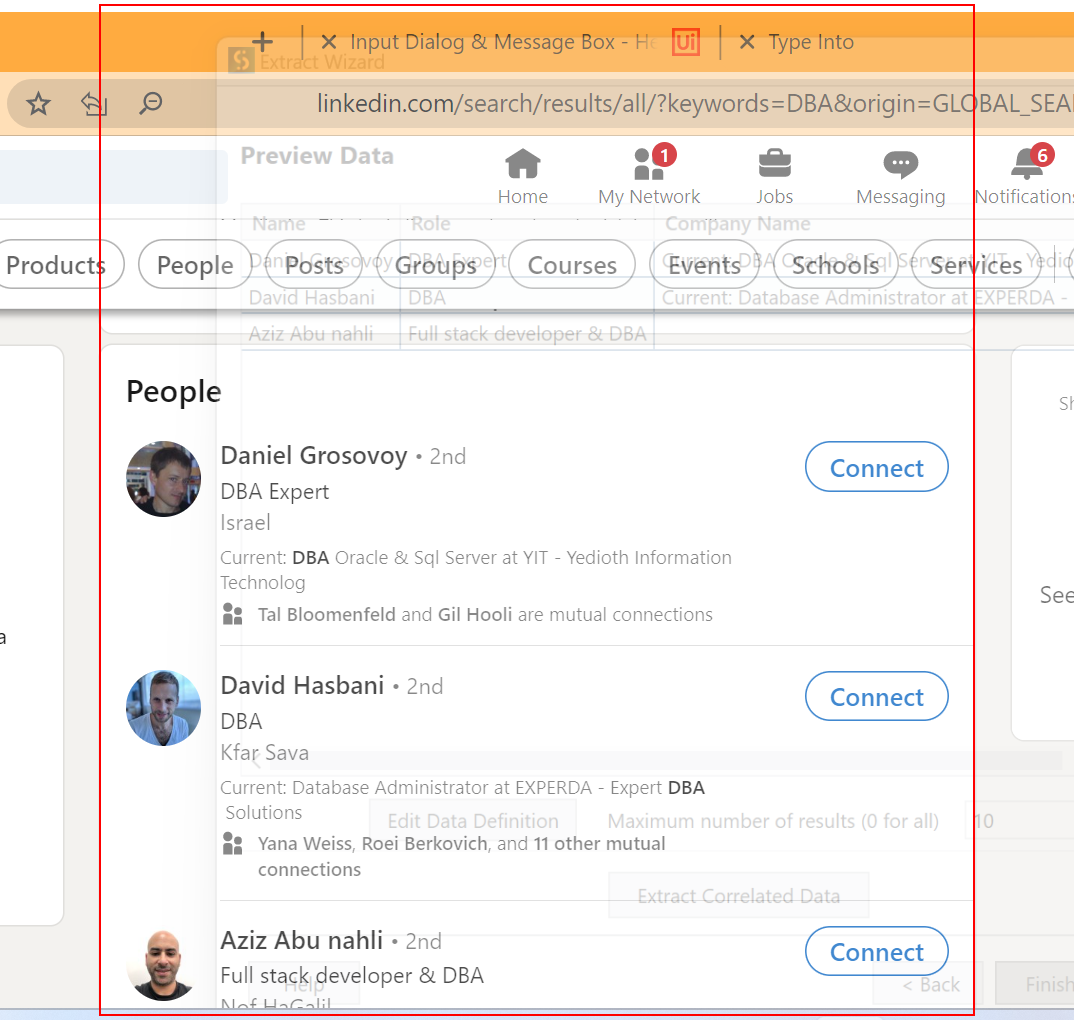 Input Dialog & Message Box - He
Ui
Type Into
Extract Wizard
linkedin.com/search/results/all/?keywords=DBA&origin=GLOBAL_SEA
Preview Data
1
6
Home
My Network
Jobs
Messaging
Notifications
Name
Role
Company Name
Products
People
Posts
Groups
Courses
Events
Schools
Services
Daniel Grosovoy
DBA Expert
Current: DBA Oracle & Sql Server at YIT - Yedio
David Hasbani
DBA
Current: Database Administrator at EXPERDA -
Aziz Abu nahli
Full stack developer & DBA
People
Sh
Daniel Grosovoy • 2nd
Connect
DBA Expert
Israel
Current: DBA Oracle & Sql Server at YIT - Yedioth Information
Technolog
See
Tal Bloomenfeld and Gil Hooli are mutual connections
a
David Hasbani • 2nd
Connect
DBA
Kfar Sava
Current: Database Administrator at EXPERDA - Expert DBA
Solutions
Edit Data Definition
Maximum number of results (0 for all)
10
Yana Weiss, Roei Berkovich, and 11 other mutual
connections
Extract Correlated Data
Aziz Abu nahli • 2nd
Connect
Full stack developer & DBA
Help
< Back
Finish
Nof HaGalil